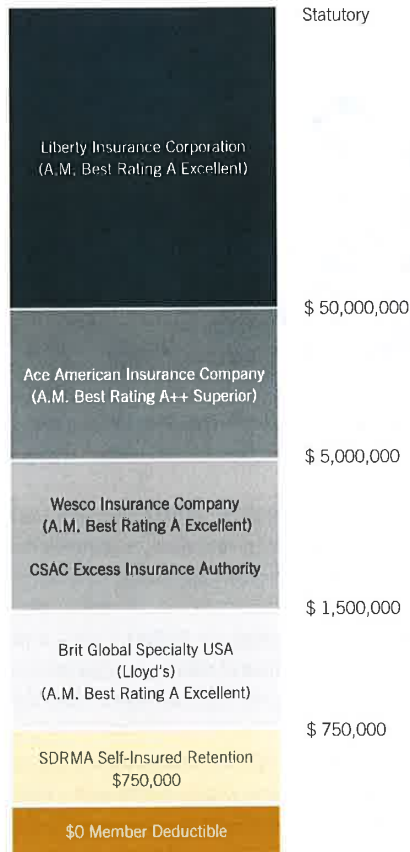 Statutory
Liberty Insurance Corporation
(A.M. Best Rating A Excellent)
$ 50,000,000
Ace American Insurance Company
(A.M. Best Rating A++ Superior)
$ 5,000,000
Wesco Insurance Company
(A.M. Best Rating A Excellent)
CSAC Excess Insurance Authority
$ 1,500,000
Brit Global Specialty USA
(Lloyd's)
(A.M. Best Rating A Excellent)
$ 750,000
SDRMA Self-Insured Retention
$750,000
$0 Member Deductible